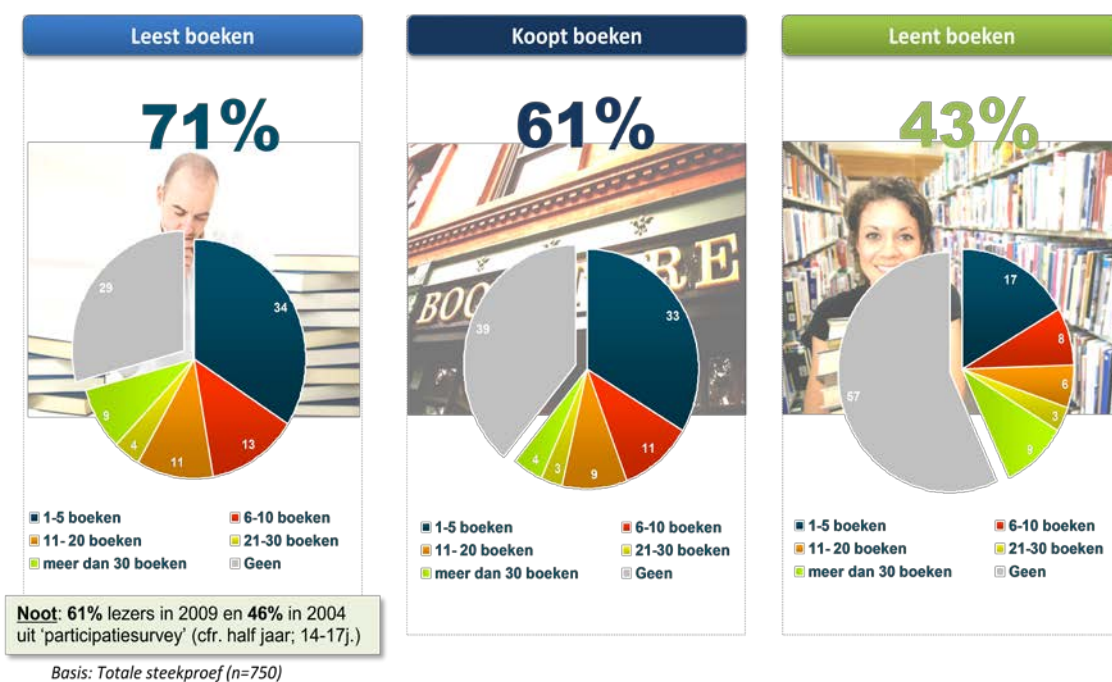 Leest boeken
71%
29
34
9
4
11
13
1-5 boeken
6-10 boeken
11- 20 boeken
21-30 boeken
meer dan 30 boeken
Geen
Noot: 61% lezers in 2009 en 46% in 2004
uit ‘participatiesurvey’ (cfr. half jaar; 14-17j.)
Basis: Totale steekproef (n=750)
Koopt boeken
61%
39
33
4
3
9
11
1-5 boeken
6-10 boeken
11- 20 boeken
21-30 boeken
meer dan 30 boeken
Geen
Leent boeken
43%
17
8
6
3
9
57
1-5 boeken
6-10 boeken
11- 20 boeken
21-30 boeken
meer dan 30 boeken
Geen